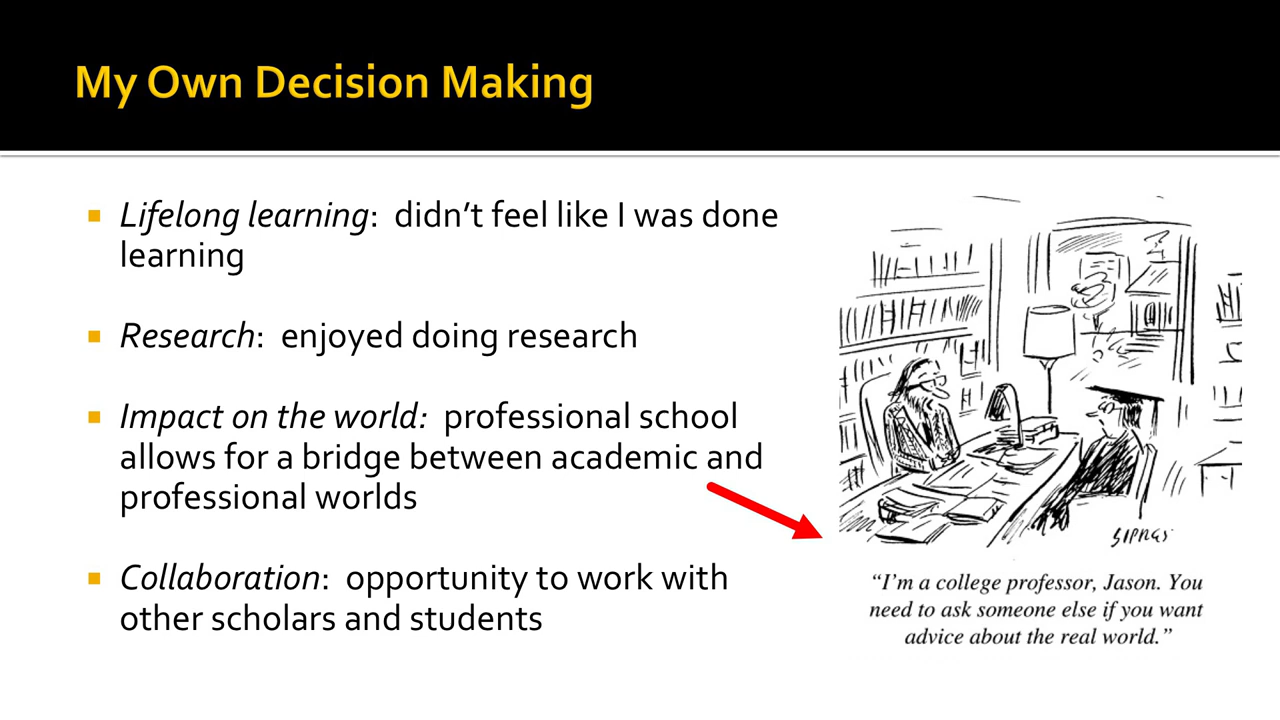 My Own Decision Making
Lifelong learning:  didn’t feel like I was done
learning
Research:  enjoyed doing research
Impact on the world:  professional school
allows for a bridge between academic and
professional worlds
Collaboration:  opportunity to work with
other scholars and students
SIPRESS
“I’m a college professor, Jason. You
need to ask someone else if you want
advice about the real world.”